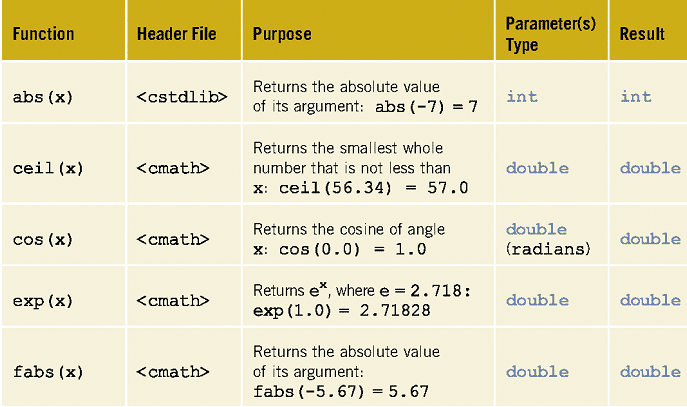 Function Header File Purpose Parameter(s) Type Result
abs(x) <cstdlib> Returns the absolute value
of its argument: abs(-7) = 7 int int
ceil(x) <cmath> Returns the smallest whole
number that is not less than
x: ceil(56.34) = 57.0 double double
cos(x) <cmath> Returns the cosine of angle
x: cos(0.0) = 1.0 double
(radians) double
exp(x) <cmath> Returns eˣ, where e = 2.718:
exp(1.0) = 2.71828 double double
fabs(x) <cmath> Returns the absolute value
of its argument:
fabs(-5.67) = 5.67 double double